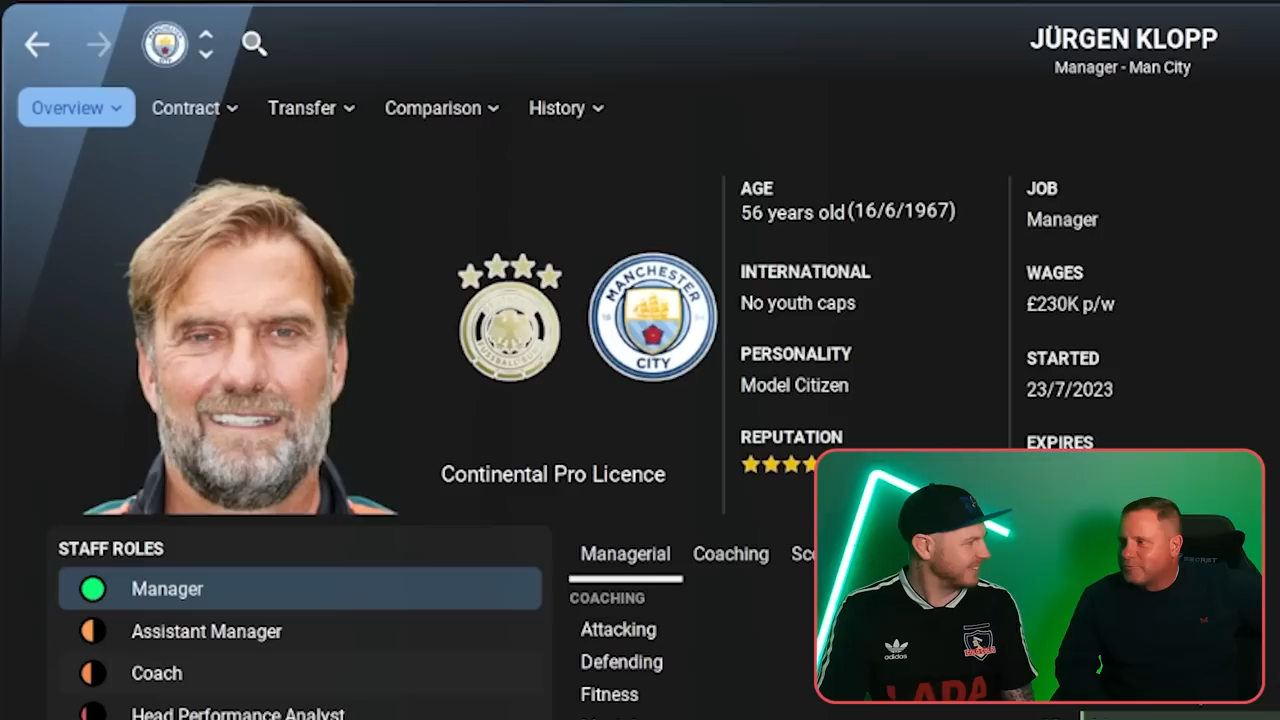 JÜRGEN KLOPP
Manager - Man City
Overview
Contract
Transfer
Comparison
History
MANCHESTER
CITY
AGE
56 years old (16/6/1967)
INTERNATIONAL
No youth caps
PERSONALITY
Model Citizen
REPUTATION
JOB
Manager
WAGES
£230K p/w
STARTED
23/7/2023
EXPIRES
Continental Pro Licence
STAFF ROLES
Manager
Assistant Manager
Coach
Head Performance Analyst
Managerial
Coaching
COACHING
Attacking
Defending
Fitness
adidas
LADA